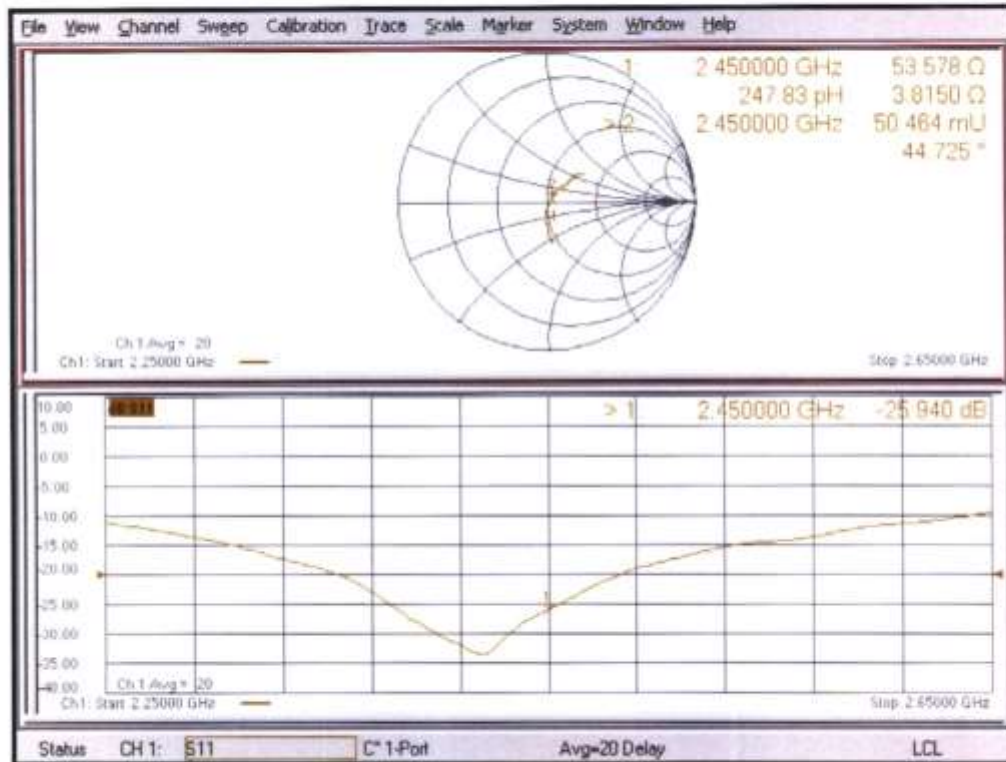 File View Channel Sweep Calibration Trace Scale Marker System Window Help
1 2.450000 GHz 53.578 Ω
247.83 pH 3.8150 Ω
> 2 2.450000 GHz 50.464 mU
44.725 °
Ch 1 Avg = 20
Ch1: Start 2.25000 GHz
Stop 2.65000 GHz
10.00
> 1 2.450000 GHz -25.940 dB
5.00
0.00
-5.00
-10.00
-15.00
-20.00
-25.00
1
-30.00
-35.00
-40.00
Ch 1 Avg = 20
Ch1: Start 2.25000 GHz
Stop 2.65000 GHz
Status CH 1: S11 C* 1-Port Avg=20 Delay LCL